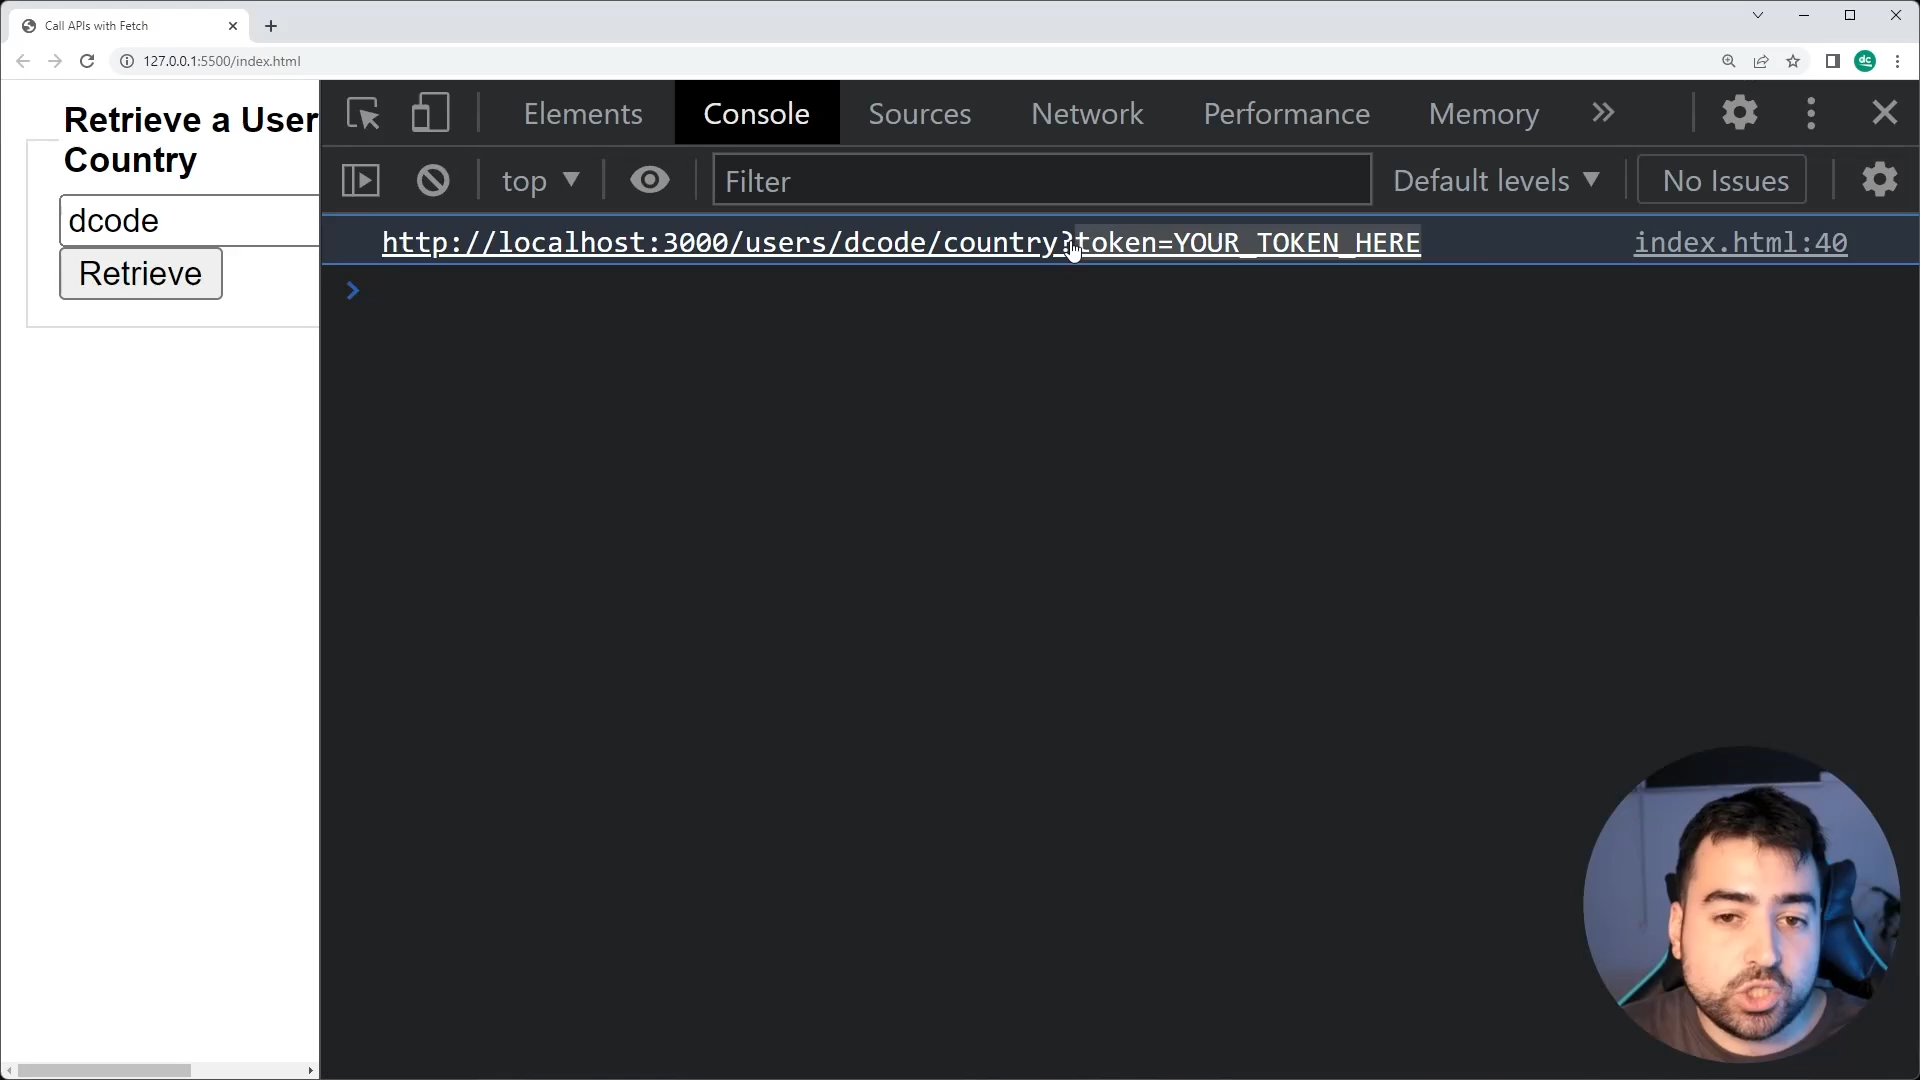 Call APIs with Fetch
127.0.0.1:5500/index.html
dc
Retrieve a User
Country
dcode
Retrieve
Elements
Console
Sources
Network
Performance
Memory
top
Filter
Default levels
No Issues
http://localhost:3000/users/dcode/country?token=YOUR_TOKEN_HERE
index.html:40